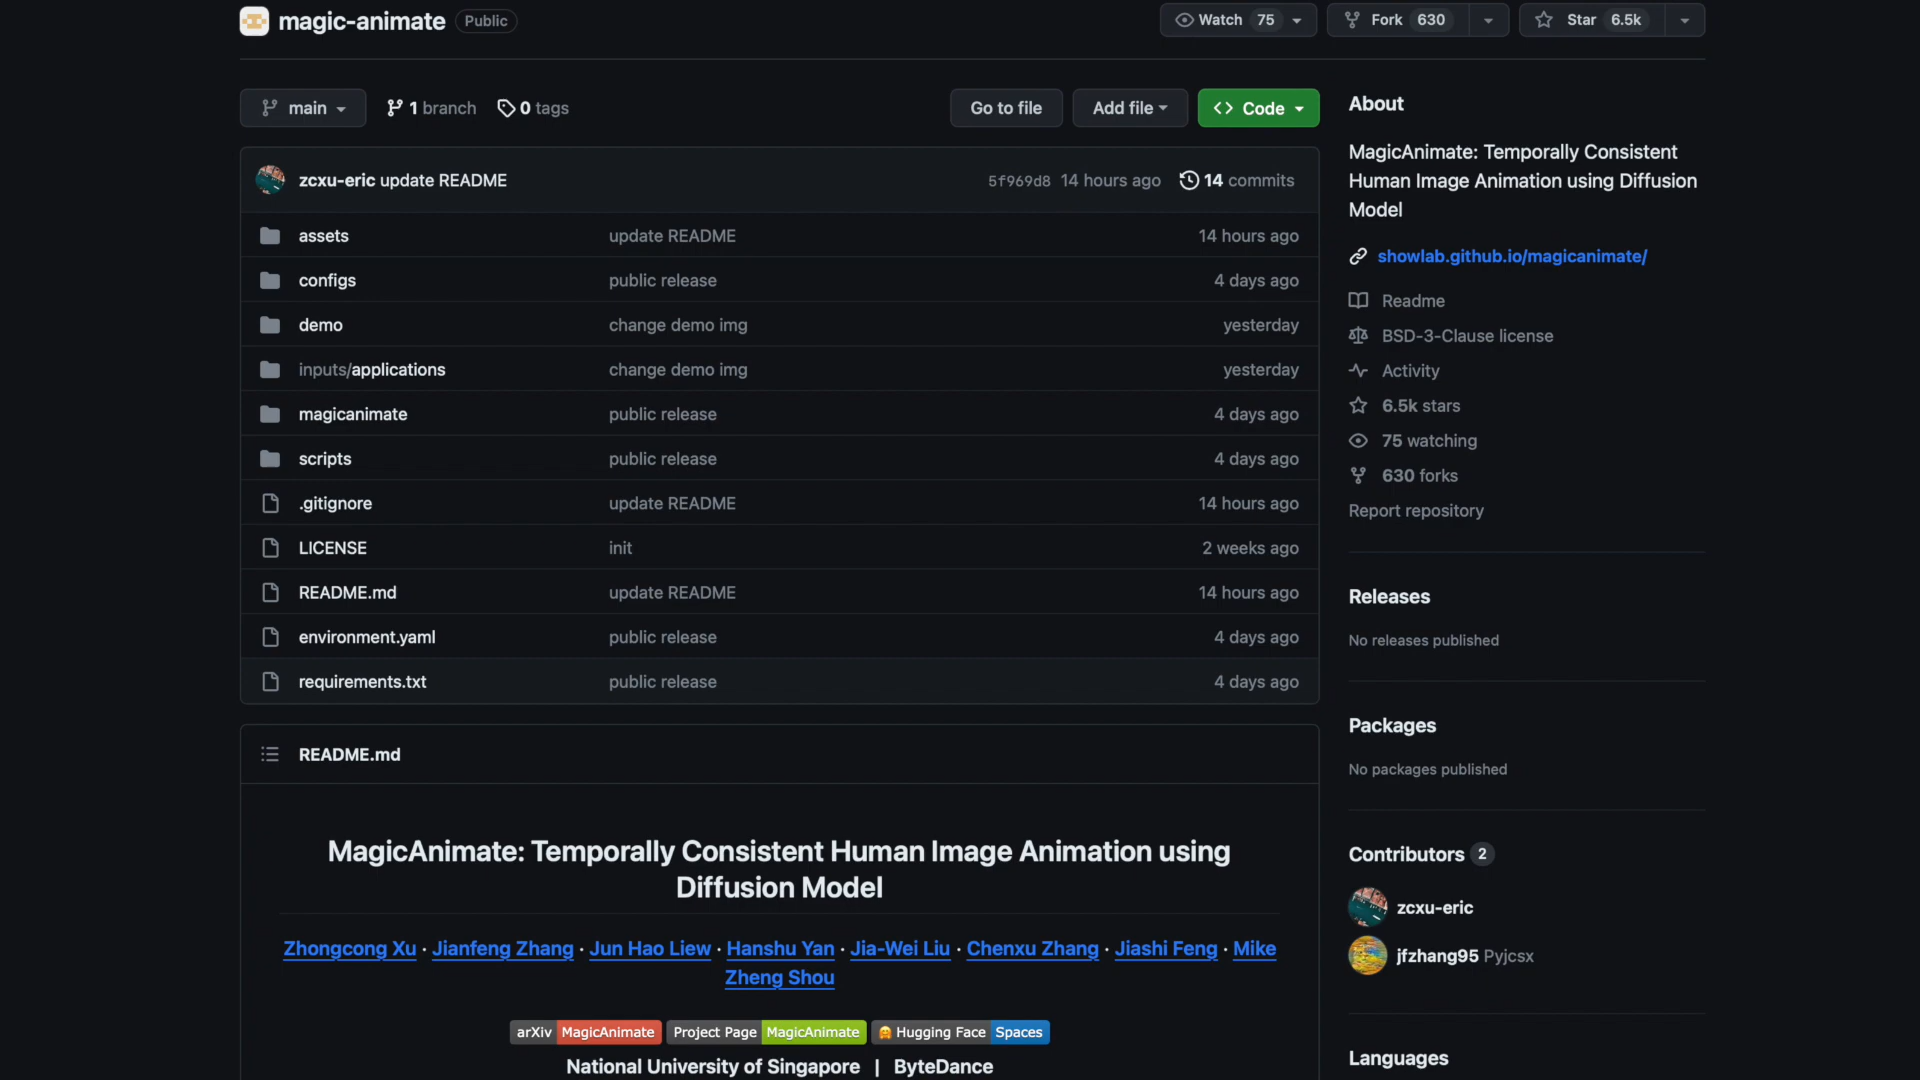 magic-animate Public
Watch 75
Fork 630
Star 6.5k
main
1 branch
0 tags
Go to file
Add file
Code
zcxu-eric update README
5f969d8 14 hours ago
14 commits
assets update README 14 hours ago
configs public release 4 days ago
demo change demo img yesterday
inputs/applications change demo img yesterday
magicanimate public release 4 days ago
scripts public release 4 days ago
.gitignore update README 14 hours ago
LICENSE init 2 weeks ago
README.md update README 14 hours ago
environment.yaml public release 4 days ago
requirements.txt public release 4 days ago
README.md
MagicAnimate: Temporally Consistent Human Image Animation using
Diffusion Model
Zhongcong Xu · Jianfeng Zhang · Jun Hao Liew · Hanshu Yan · Jia-Wei Liu · Chenxu Zhang · Jiashi Feng · Mike
Zheng Shou
arXiv MagicAnimate Project Page MagicAnimate Hugging Face Spaces
National University of Singapore | ByteDance
About
MagicAnimate: Temporally Consistent
Human Image Animation using Diffusion
Model
showlab.github.io/magicanimate/
Readme
BSD-3-Clause license
Activity
6.5k stars
75 watching
630 forks
Report repository
Releases
No releases published
Packages
No packages published
Contributors 2
zcxu-eric
jfzhang95 Pyjcsx
Languages